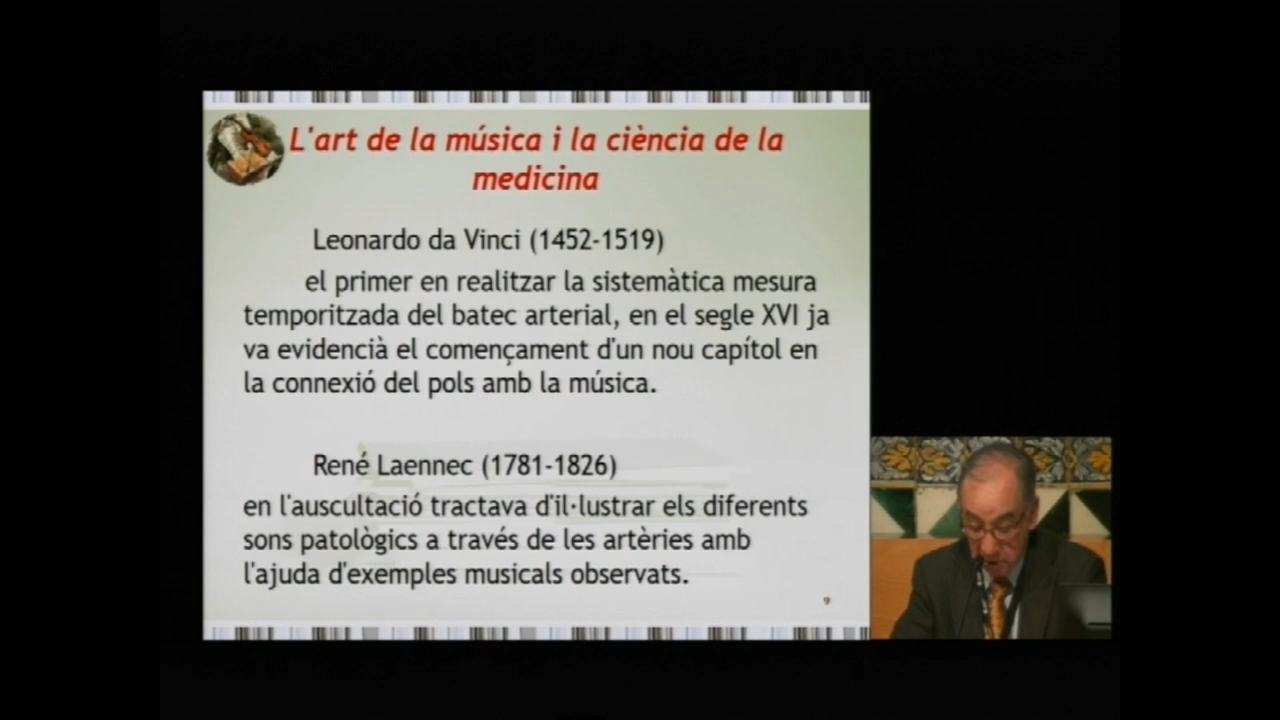 L'art de la música i la ciència de la
medicina
Leonardo da Vinci (1452-1519)
el primer en realitzar la sistemàtica mesura
temporitzada del batec arterial, en el segle XVI ja
va evidencià el començament d'un nou capítol en
la connexió del pols amb la música.
René Laennec (1781-1826)
en l'auscultació tractava d'il·lustrar els diferents
sons patològics a través de les artèries amb
l'ajuda d'exemples musicals observats.
9